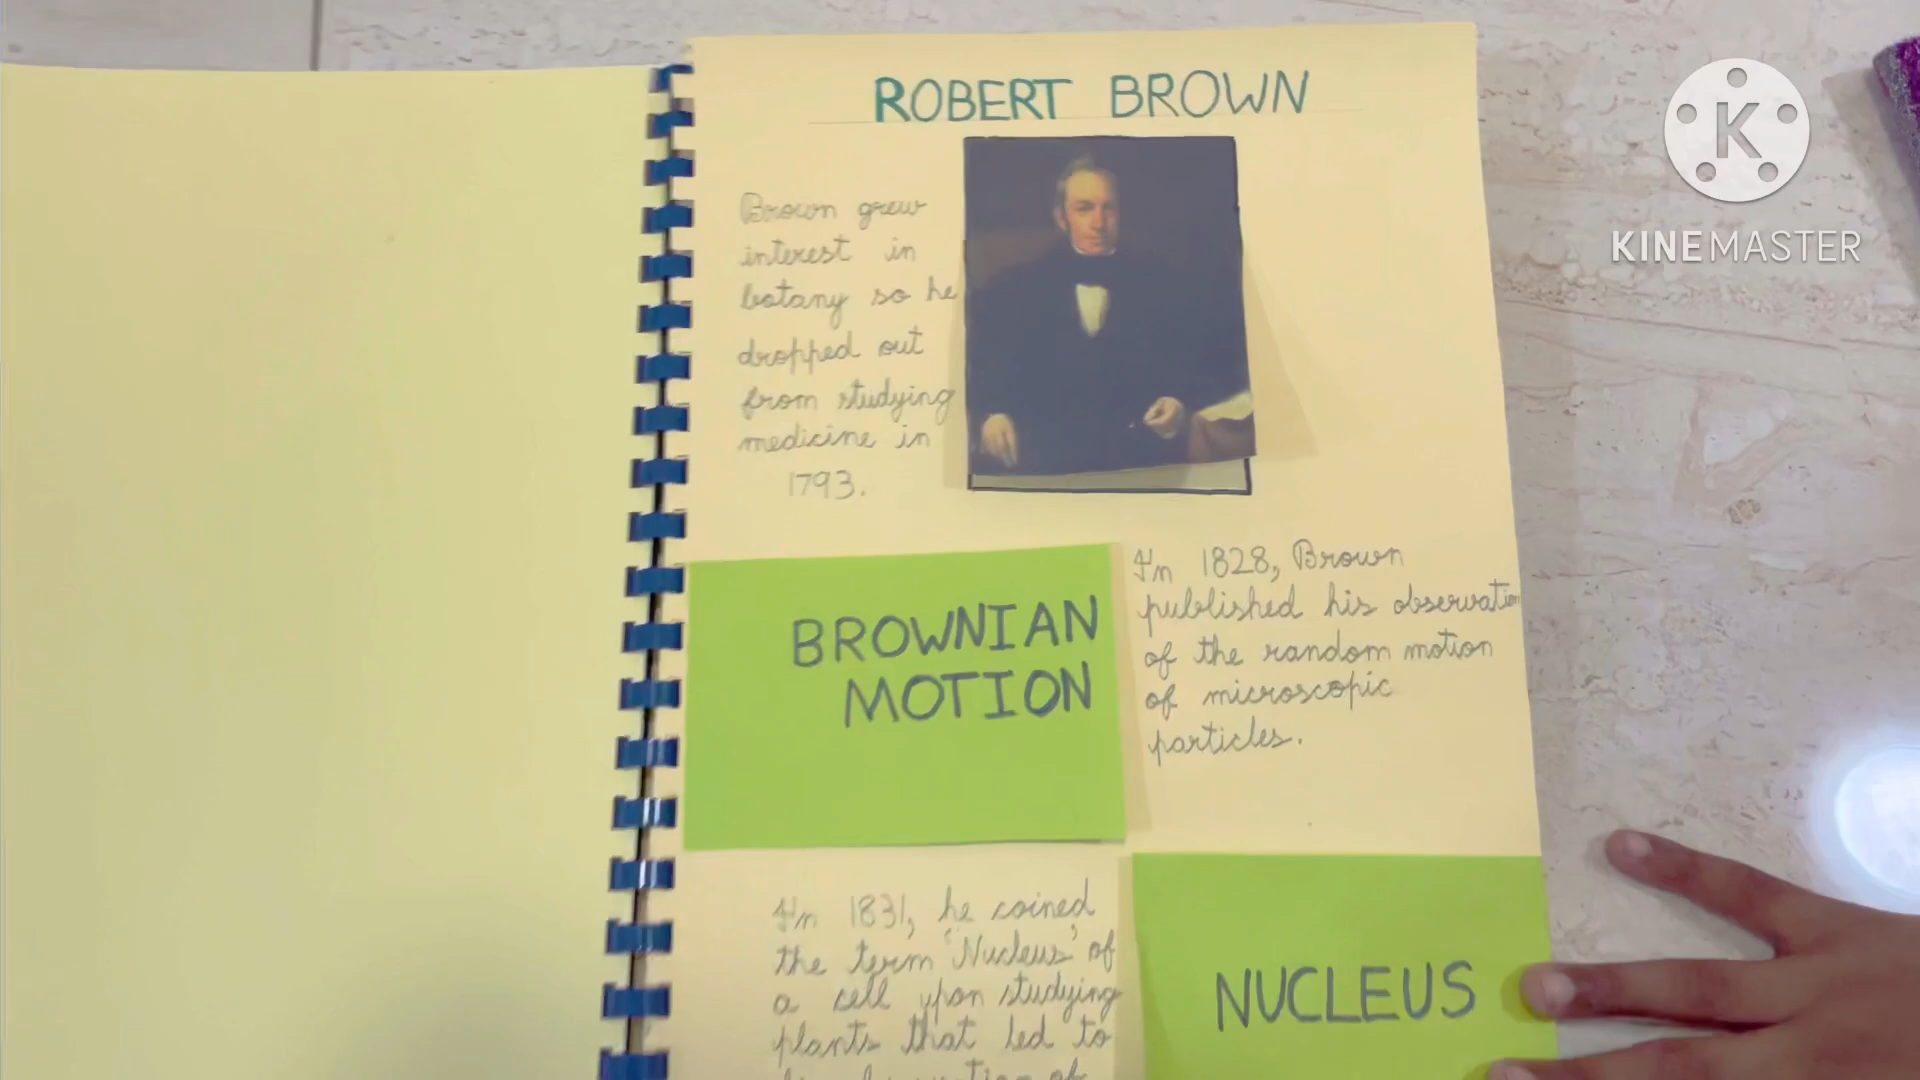 ROBERT BROWN
Brown grew
interest in
botany so he
dropped out
from studying
medicine in
1793.
BROWNIAN
MOTION
In 1828, Brown
published his observation
of the random motion
of microscopic
particles.
In 1831, he coined
the term 'Nucleus' of
a cell upon studying
plants that led to
of
NUCLEUS
K
KINEMASTER